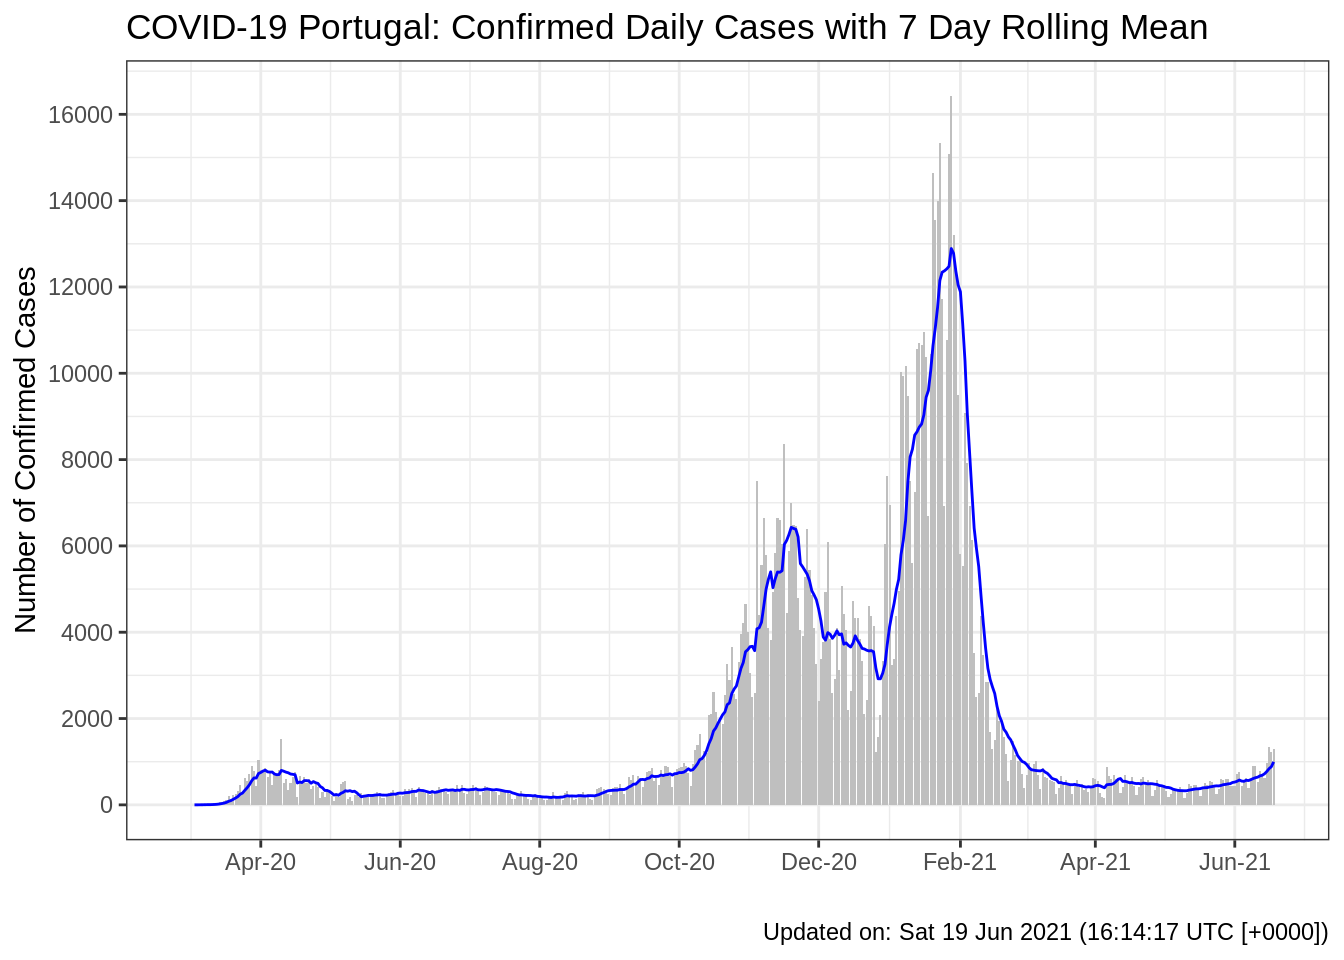 COVID-19 Portugal: Confirmed Daily Cases with 7 Day Rolling Mean
Number of Confirmed Cases
16000
14000
12000
10000
8000
6000
4000
2000
0
Apr-20 Jun-20 Aug-20 Oct-20 Dec-20 Feb-21 Apr-21 Jun-21
Updated on: Sat 19 Jun 2021 (16:14:17 UTC [+0000])